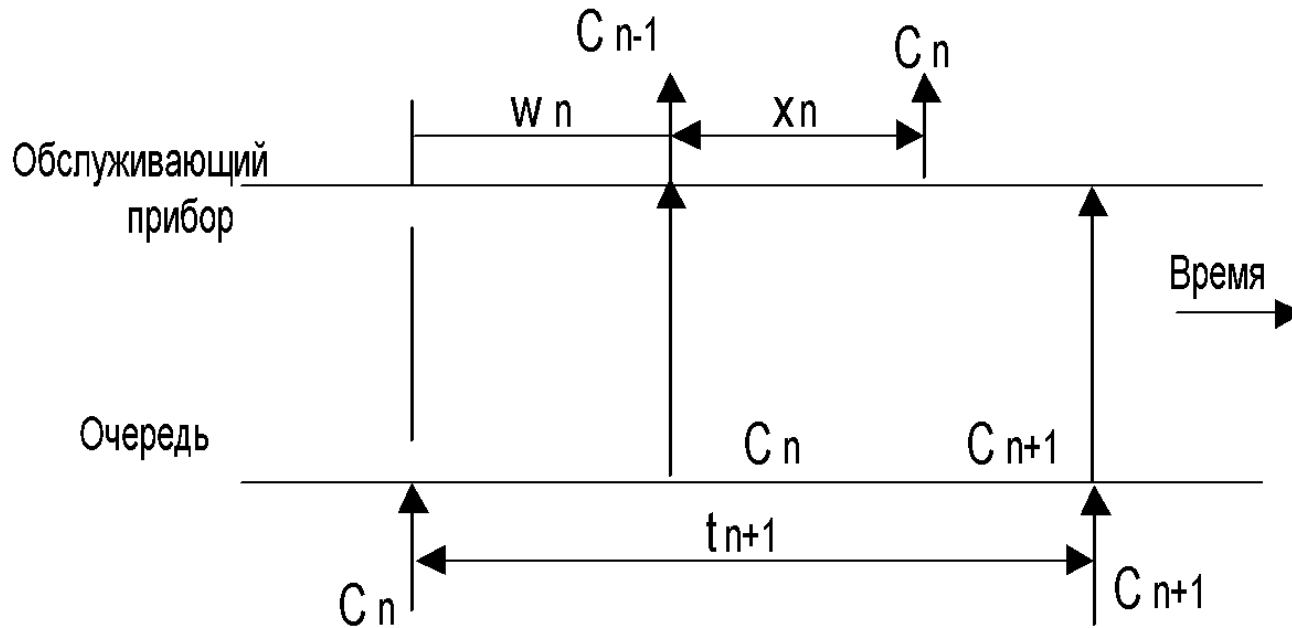 C n-1
C n
w n
x n
Обслуживающий
прибор
Время
Очередь
C n
C n+1
t n+1
C n
C n+1